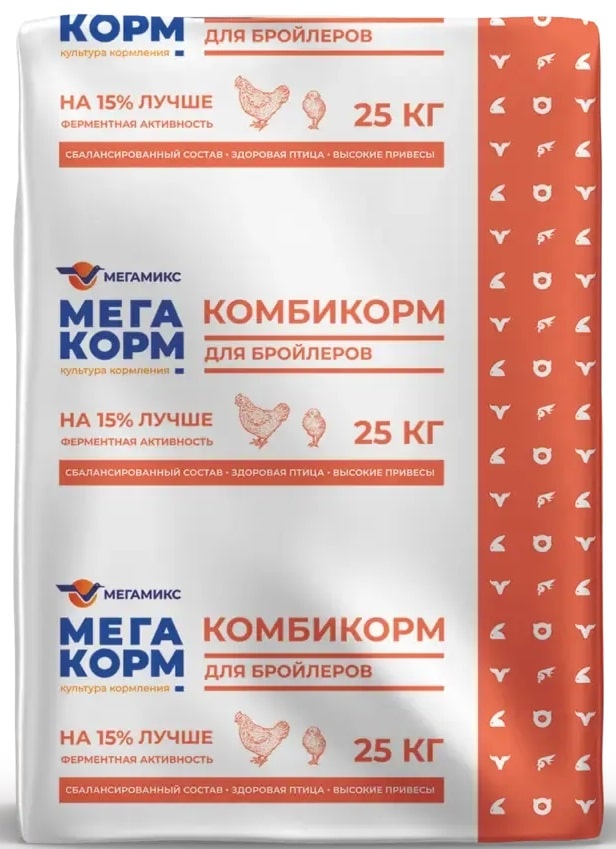 КОРМ
ДЛЯ БРОЙЛЕРОВ
культура кормления
НА 15% ЛУЧШЕ
ФЕРМЕНТНАЯ АКТИВНОСТЬ
25 КГ
СБАЛАНСИРОВАННЫЙ СОСТАВ • ЗДОРОВАЯ ПТИЦА • ВЫСОКИЕ ПРИВЕСЫ
МЕГАМИКС
МЕГА
КОРМ
культура кормления
КОМБИКОРМ
ДЛЯ БРОЙЛЕРОВ
НА 15% ЛУЧШЕ
ФЕРМЕНТНАЯ АКТИВНОСТЬ
25 КГ
СБАЛАНСИРОВАННЫЙ СОСТАВ • ЗДОРОВАЯ ПТИЦА • ВЫСОКИЕ ПРИВЕСЫ
МЕГАМИКС
МЕГА
КОРМ
культура кормления
КОМБИКОРМ
ДЛЯ БРОЙЛЕРОВ
НА 15% ЛУЧШЕ
ФЕРМЕНТНАЯ АКТИВНОСТЬ
25 КГ
СБАЛАНСИРОВАННЫЙ СОСТАВ • ЗДОРОВАЯ ПТИЦА • ВЫСОКИЕ ПРИВЕСЫ